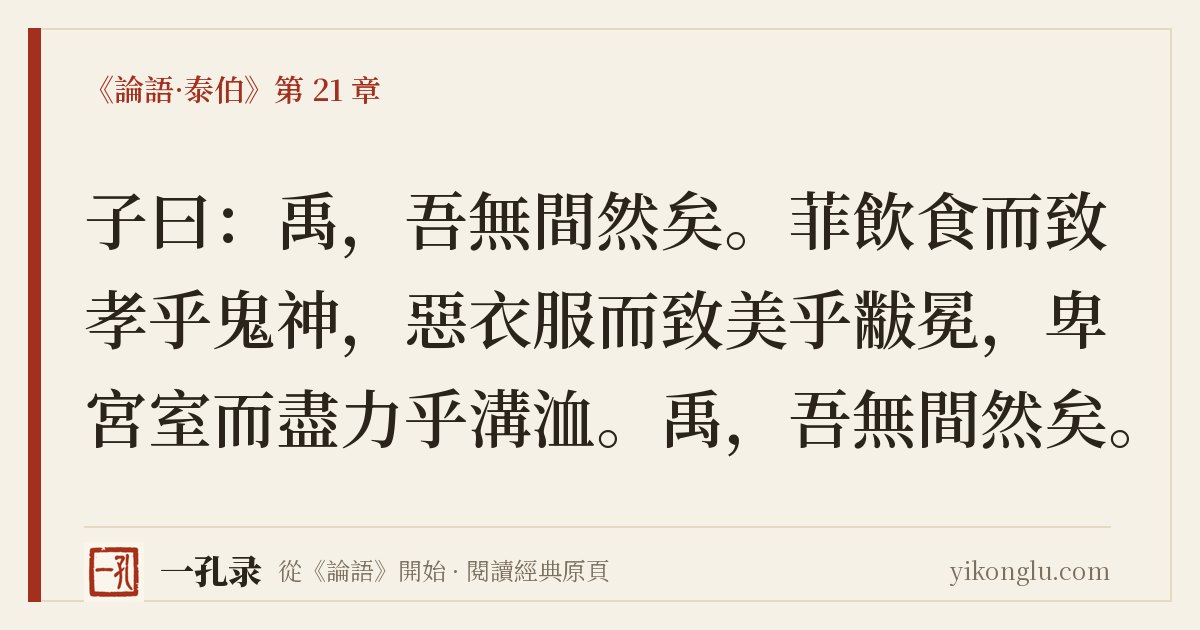 《論語·泰伯》第 21 章
子曰：禹，吾無間然矣。菲飲食而致
孝乎鬼神，惡衣服而致美乎黻冕，卑
宮室而盡力乎溝洫。禹，吾無間然矣。
一孔
一孔录 從《論語》開始 · 閱讀經典原頁
yikonglu.com